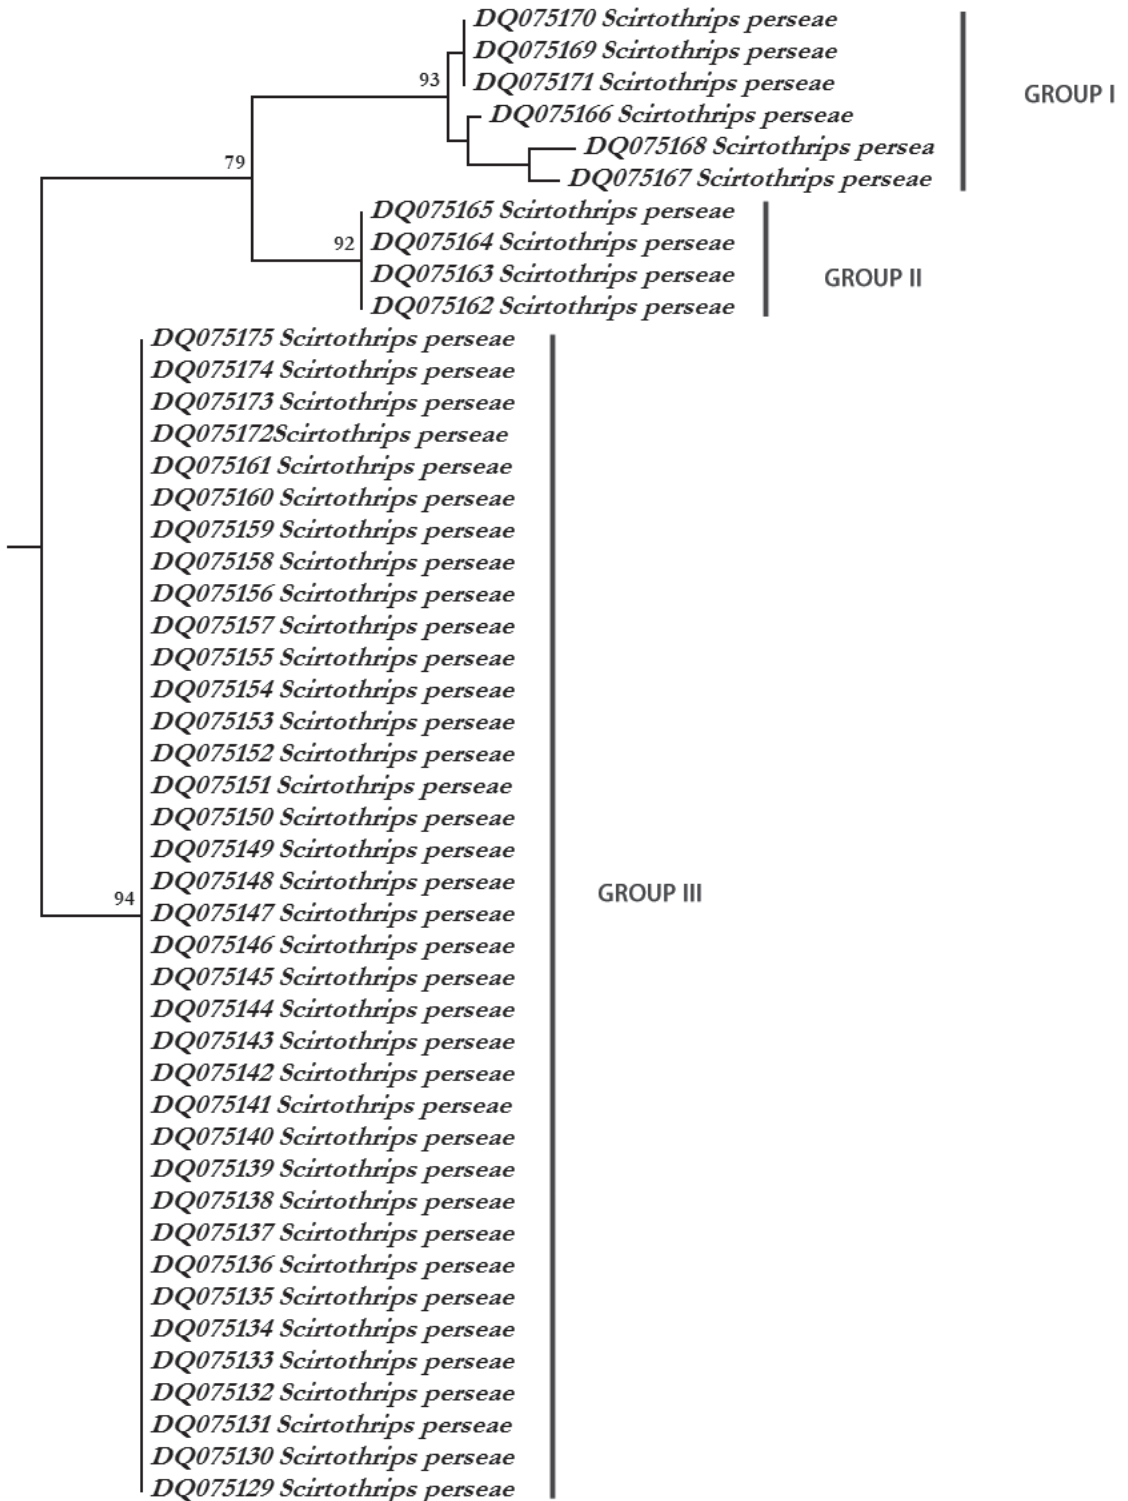 DQ075170 Scirtothrips perseae
DQ075169 Scirtothrips perseae
93
DQ075171 Scirtothrips perseae
GROUP I
DQ075166 Scirtothrips perseae
DQ075168 Scirtothrips persea
79
DQ075167 Scirtothrips perseae
DQ075165 Scirtothrips perseae
92
DQ075164 Scirtothrips perseae
DQ075163 Scirtothrips perseae
GROUP II
DQ075162 Scirtothrips perseae
DQ075175 Scirtothrips perseae
DQ075174 Scirtothrips perseae
DQ075173 Scirtothrips perseae
DQ075172Scirtothrips perseae
DQ075161 Scirtothrips perseae
DQ075160 Scirtothrips perseae
DQ075159 Scirtothrips perseae
DQ075158 Scirtothrips perseae
DQ075156 Scirtothrips perseae
DQ075157 Scirtothrips perseae
DQ075155 Scirtothrips perseae
DQ075154 Scirtothrips perseae
DQ075153 Scirtothrips perseae
DQ075152 Scirtothrips perseae
DQ075151 Scirtothrips perseae
DQ075150 Scirtothrips perseae
DQ075149 Scirtothrips perseae
DQ075148 Scirtothrips perseae
GROUP III
94
DQ075147 Scirtothrips perseae
DQ075146 Scirtothrips perseae
DQ075145 Scirtothrips perseae
DQ075144 Scirtothrips perseae
DQ075143 Scirtothrips perseae
DQ075142 Scirtothrips perseae
DQ075141 Scirtothrips perseae
DQ075140 Scirtothrips perseae
DQ075139 Scirtothrips perseae
DQ075138 Scirtothrips perseae
DQ075137 Scirtothrips perseae
DQ075136 Scirtothrips perseae
DQ075135 Scirtothrips perseae
DQ075134 Scirtothrips perseae
DQ075133 Scirtothrips perseae
DQ075132 Scirtothrips perseae
DQ075131 Scirtothrips perseae
DQ075130 Scirtothrips perseae
DQ075129 Scirtothrips perseae